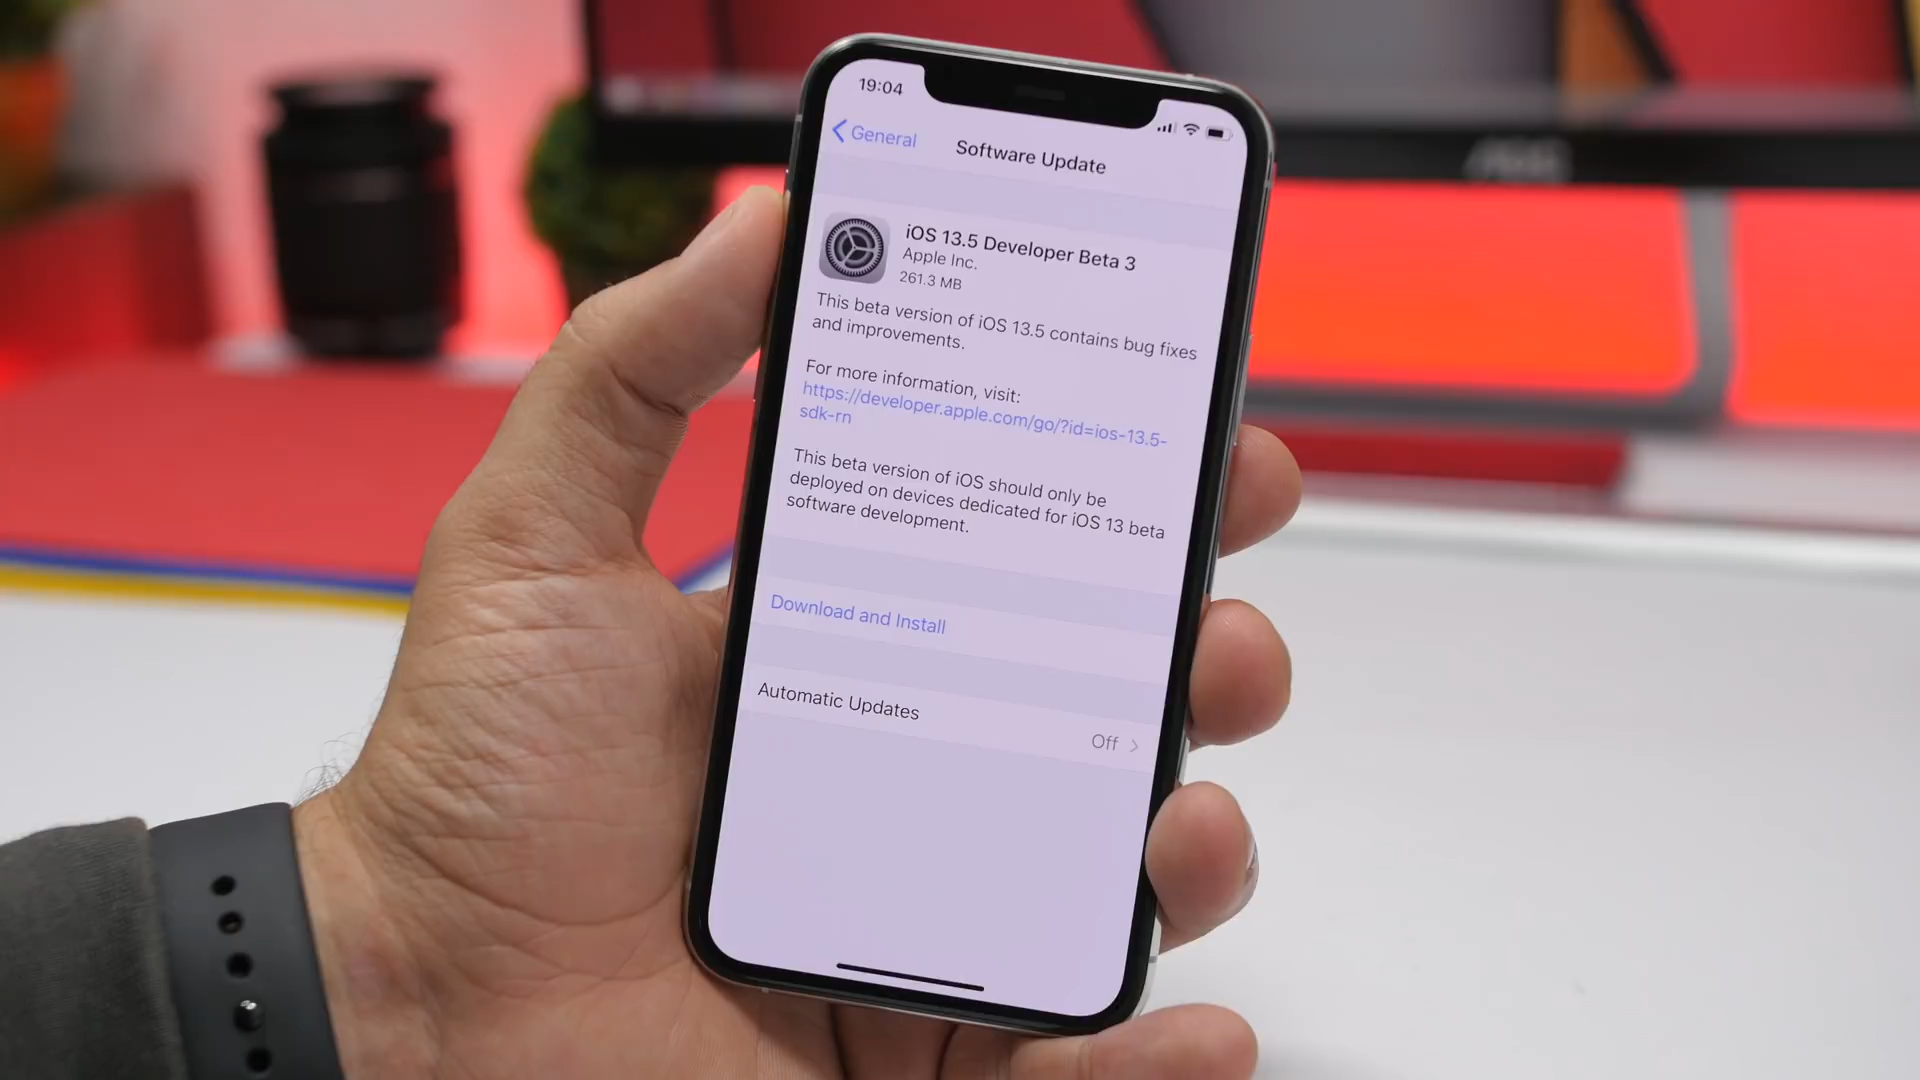 19:04
General
Software Update
iOS 13.5 Developer Beta 3
Apple Inc.
261.3 MB
This beta version of iOS 13.5 contains bug fixes
and improvements.
For more information, visit:
https://developer.apple.com/go/?id=ios-13.5-
sdk-rn
This beta version of iOS should only be
deployed on devices dedicated for iOS 13 beta
software development.
Download and Install
Automatic Updates
Off